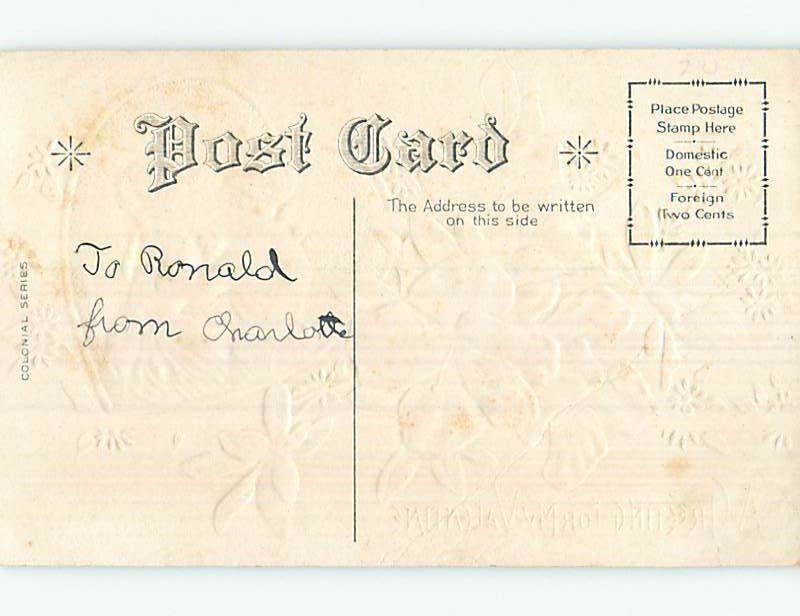 Post Card
Place Postage
Stamp Here
Domestic
One Cent
Foreign
Two Cents
The Address to be written
on this side
To Ronald
from Charlotte
COLONIAL SERIES